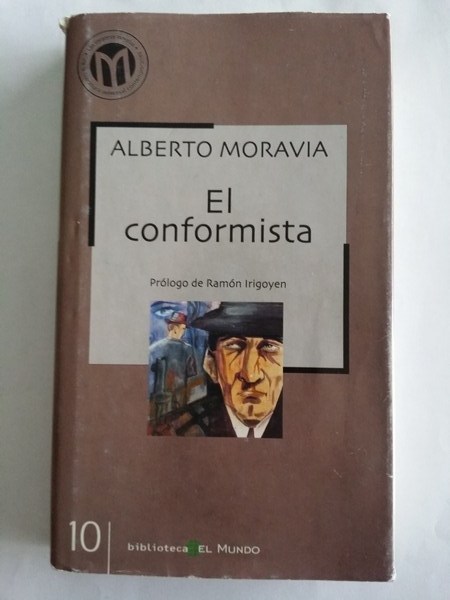 M
ALBERTO MORAVIA
El
conformista
Prólogo de Ramón Irigoyen
10
biblioteca EL MUNDO